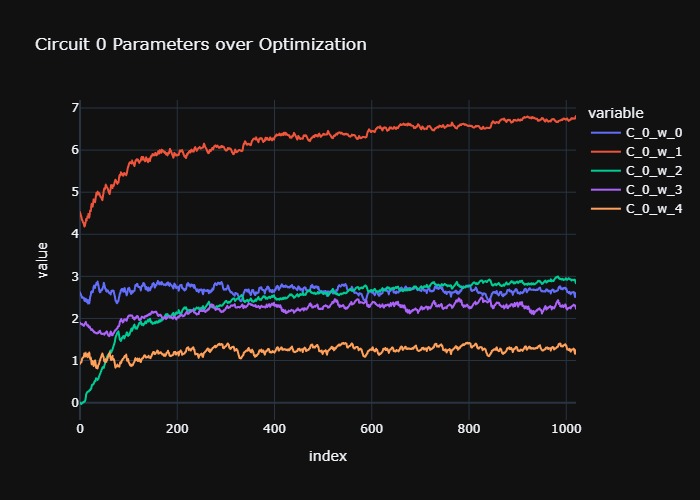 Circuit 0 Parameters over Optimization
variable
C_0_w_0
C_0_w_1
C_0_w_2
C_0_w_3
C_0_w_4
value
7
6
5
4
3
2
1
0
0 200 400 600 800 1000
index